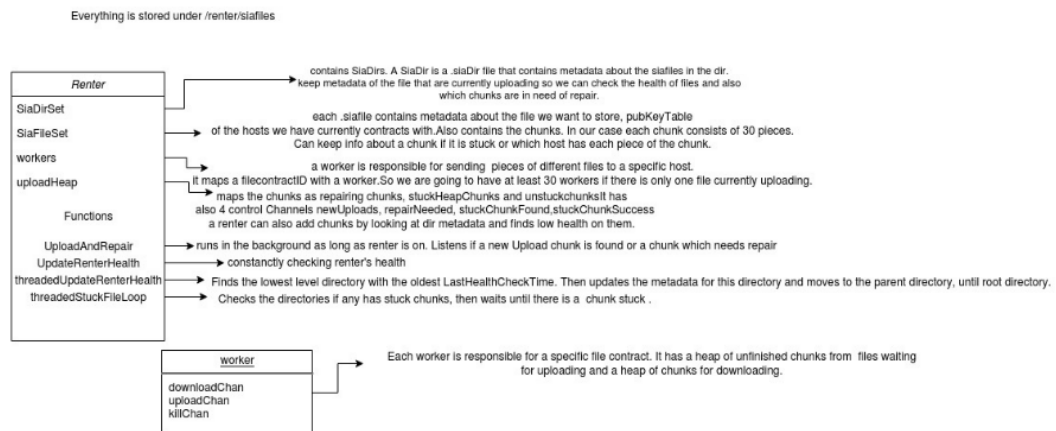 Everything is stored under /renter/siafiles
Renter
contains SiaDirs. A SiaDir is a .siaDir file that contains metadata about the siafiles in the dir.
keep metadata of the file that are currently uploading so we can check the health of files and also
which chunks are in need of repair.
SiaDirSet
each .siafile contains metadata about the file we want to store, pubKeyTable
SiaFileSet
of the hosts we have currently contracts with.Also contains the chunks. In our case each chunk consists of 30 pieces.
Can keep info about a chunk if it is stuck or which host has each piece of the chunk.
workers
a worker is responsible for sending pieces of different files to a specific host.
it maps a filecontractID with a worker.So we are going to have at least 30 workers if there is only one file currently uploading.
uploadHeap
maps the chunks as repairing chunks, stuckHeapChunks and unstuckchunksIt has
also 4 control Channels newUploads, repairNeeded, stuckChunkFound,stuckChunkSuccess
a renter can also add chunks by looking at dir metadata and finds low health on them.
Functions
UploadAndRepair
runs in the background as long as renter is on. Listens if a new Upload chunk is found or a chunk which needs repair
UpdateRenterHealth
constanctly checking renter's health
threadedUpdateRenterHealth
Finds the lowest level directory with the oldest LastHealthCheckTime. Then updates the metadata for this directory and moves to the parent directory, until root directory.
threadedStuckFileLoop
Checks the directories if any has stuck chunks, then waits until there is a chunk stuck .
worker
Each worker is responsible for a specific file contract. It has a heap of unfinished chunks from files waiting
for uploading and a heap of chunks for downloading.
downloadChan
uploadChan
killChan